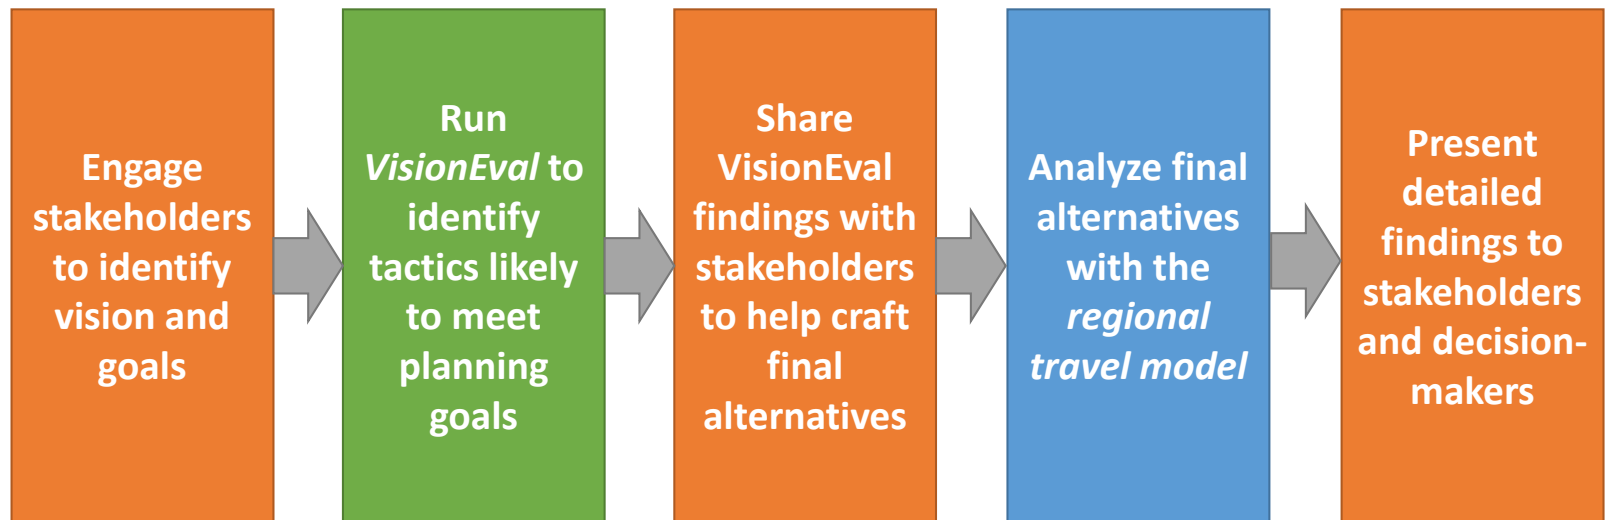 Engage
stakeholders
to identify
vision and
goals
Run
VisionEval to
identify
tactics likely
to meet
planning
goals
Share
VisionEval
findings with
stakeholders
to help craft
final
alternatives
Analyze final
alternatives
with the
regional
travel model
Present
detailed
findings to
stakeholders
and decision-
makers